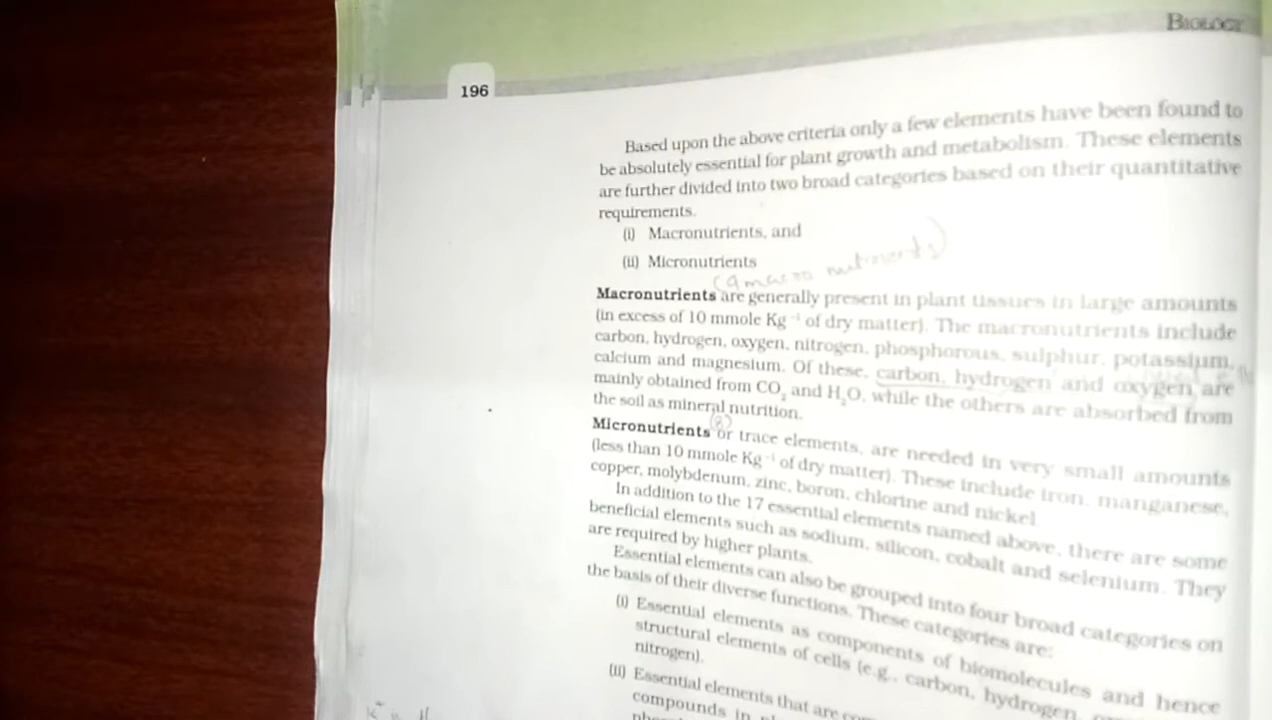 BIOLOGY
196
Based upon the above criteria only a few elements have been found to
be absolutely essential for plant growth and metabolism. These elements
are further divided into two broad categories based on their quantitative
requirements.
(i) Macronutrients, and
(ii) Micronutrients
(9 macro nutrients)
Macronutrients are generally present in plant tissues in large amounts
(in excess of 10 mmole Kg⁻¹ of dry matter). The macronutrients include
carbon, hydrogen, oxygen, nitrogen, phosphorous, sulphur, potassium,
calcium and magnesium. Of these, carbon, hydrogen and oxygen are
mainly obtained from CO₂ and H₂O, while the others are absorbed from
the soil as mineral nutrition.
(8)
Micronutrients or trace elements, are needed in very small amounts
(less than 10 mmole Kg⁻¹ of dry matter). These include iron, manganese,
copper, molybdenum, zinc, boron, chlorine and nickel.
In addition to the 17 essential elements named above, there are some
beneficial elements such as sodium, silicon, cobalt and selenium. They
are required by higher plants.
Essential elements can also be grouped into four broad categories on
the basis of their diverse functions. These categories are:
(i) Essential elements as components of biomolecules and hence
structural elements of cells (e.g., carbon, hydrogen,
nitrogen).
(ii) Essential elements that are
compounds in